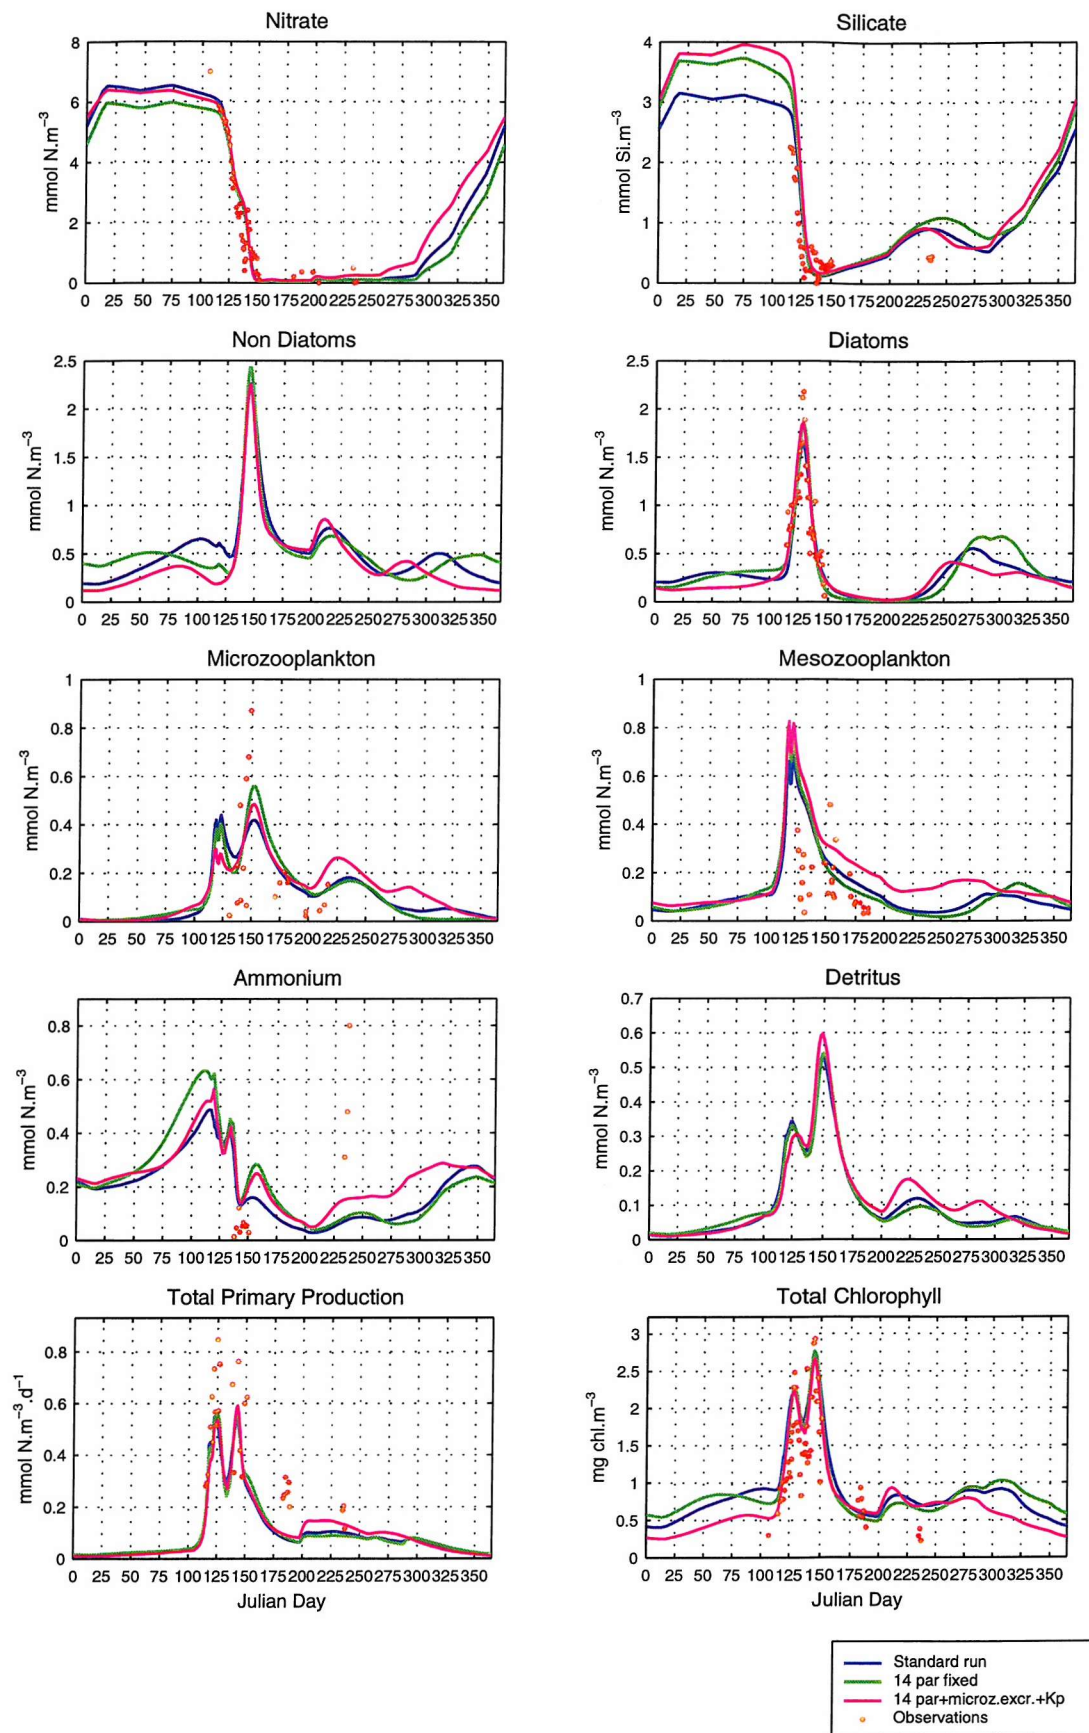 Nitrate
mmol N.m⁻³
8
6
4
2
0
0 25 50 75 100 125 150 175 200 225 250 275 300 325 350
Silicate
mmol Si.m⁻³
4
3
2
1
0
0 25 50 75 100 125 150 175 200 225 250 275 300 325 350
Non Diatoms
mmol N.m⁻³
2.5
2
1.5
1
0.5
0
0 25 50 75 100 125 150 175 200 225 250 275 300 325 350
Diatoms
mmol N.m⁻³
2.5
2
1.5
1
0.5
0
0 25 50 75 100 125 150 175 200 225 250 275 300 325 350
Microzooplankton
mmol N.m⁻³
1
0.8
0.6
0.4
0.2
0
0 25 50 75 100 125 150 175 200 225 250 275 300 325 350
Mesozooplankton
mmol N.m⁻³
1
0.8
0.6
0.4
0.2
0
0 25 50 75 100 125 150 175 200 225 250 275 300 325 350
Ammonium
mmol N.m⁻³
0.8
0.6
0.4
0.2
0
0 25 50 75 100 125 150 175 200 225 250 275 300 325 350
Detritus
mmol N.m⁻³
0.7
0.6
0.5
0.4
0.3
0.2
0.1
0
0 25 50 75 100 125 150 175 200 225 250 275 300 325 350
Total Primary Production
mmol N.m⁻³.d⁻¹
0.8
0.6
0.4
0.2
0
0 25 50 75 100 125 150 175 200 225 250 275 300 325 350
Julian Day
Total Chlorophyll
mg chl.m⁻³
3
2.5
2
1.5
1
0.5
0
0 25 50 75 100 125 150 175 200 225 250 275 300 325 350
Julian Day
Standard run
14 par fixed
14 par+microz.excr.+Kp
Observations